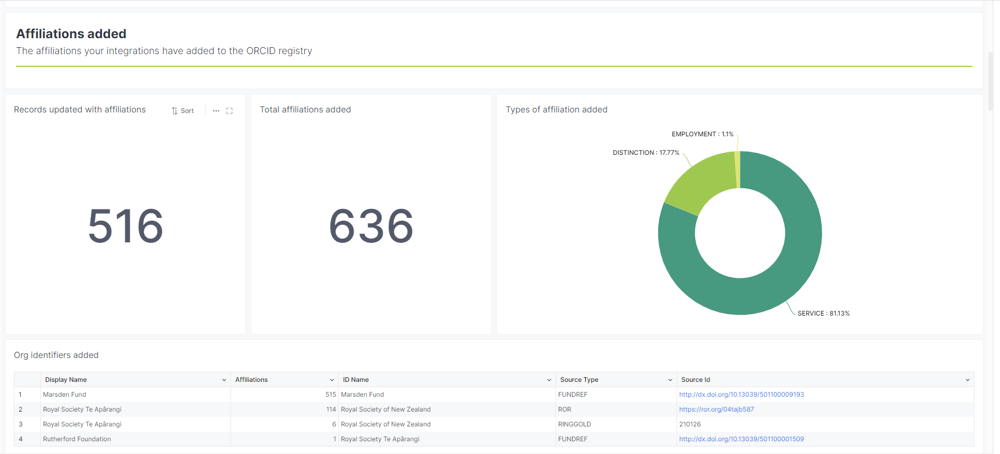 Affiliations added
The affiliations your integrations have added to the ORCID registry
Records updated with affiliations
Sort
516
Total affiliations added
636
Types of affiliation added
EMPLOYMENT : 1.1%
DISTINCTION : 17.77%
SERVICE : 81.13%
Org identifiers added
Display Name Affiliations ID Name Source Type Source Id
1 Marsden Fund 515 Marsden Fund FUNDREF http://dx.doi.org/10.13039/501100009193
2 Royal Society Te Apārangi 114 Royal Society of New Zealand ROR https://ror.org/04tajb587
3 Royal Society Te Apārangi 6 Royal Society of New Zealand RINGGOLD 210126
4 Rutherford Foundation 1 Royal Society Te Apārangi FUNDREF http://dx.doi.org/10.13039/501100001509